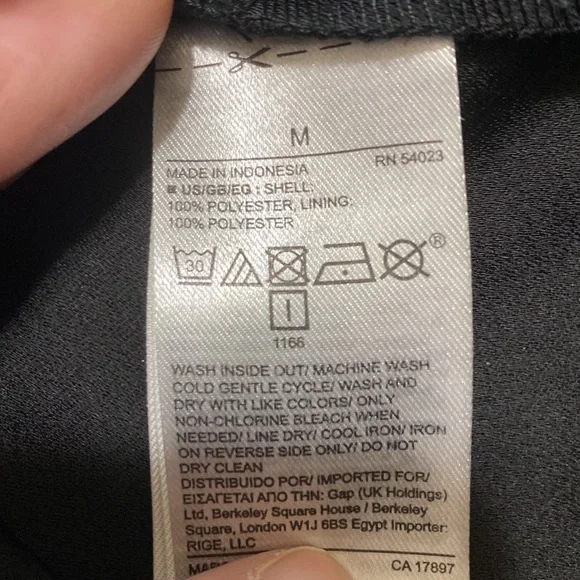 M
MADE IN INDONESIA RN 54023
US/GB/EG : SHELL:
100% POLYESTER, LINING:
100% POLYESTER
30 ®
1166
WASH INSIDE OUT/ MACHINE WASH
COLD GENTLE CYCLE/ WASH AND
DRY WITH LIKE COLORS/ ONLY
NON-CHLORINE BLEACH WHEN
NEEDED/ LINE DRY/ COOL IRON/ IRON
ON REVERSE SIDE ONLY/ DO NOT
DRY CLEAN
DISTRIBUIDO POR/ IMPORTED FOR/
ΕΙΣΑΓΕΤΑΙ ΑΠΟ ΤΗΝ: Gap (UK Holdings)
Ltd, Berkeley Square House / Berkeley
Square, London W1J 6BS Egypt Importer:
RIGE, LLC
CA 17897